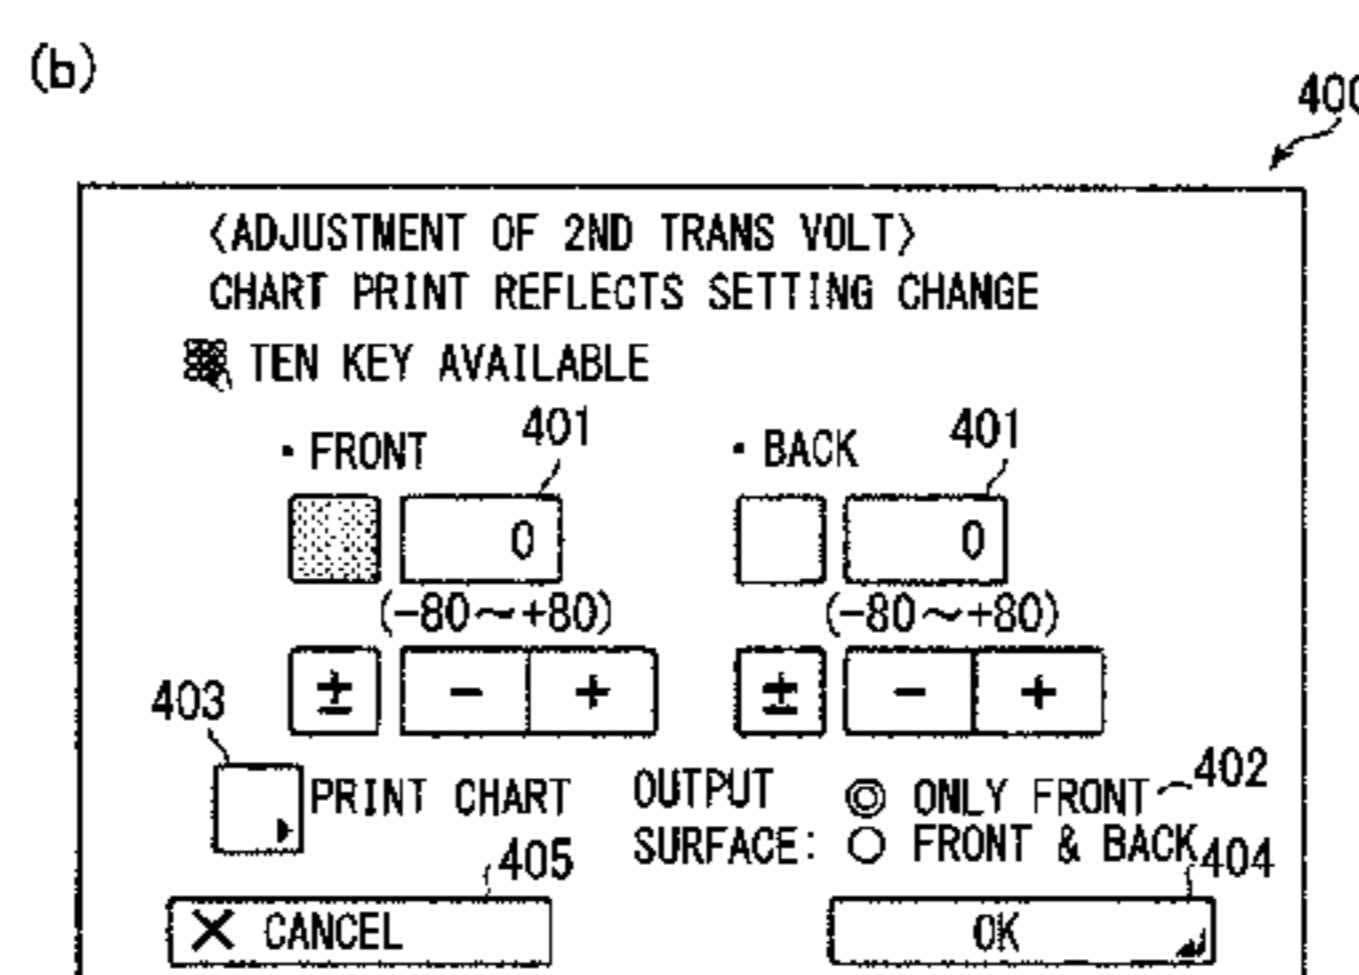 (b)
400
〈ADJUSTMENT OF 2ND TRANS VOLT〉
CHART PRINT REFLECTS SETTING CHANGE
TEN KEY AVAILABLE
・FRONT 401 ・BACK 401
0 0
(-80～+80) (-80～+80)
± - + ± - +
403
PRINT CHART OUTPUT SURFACE: ◎ ONLY FRONT 402
○ FRONT & BACK
405 404
× CANCEL OK